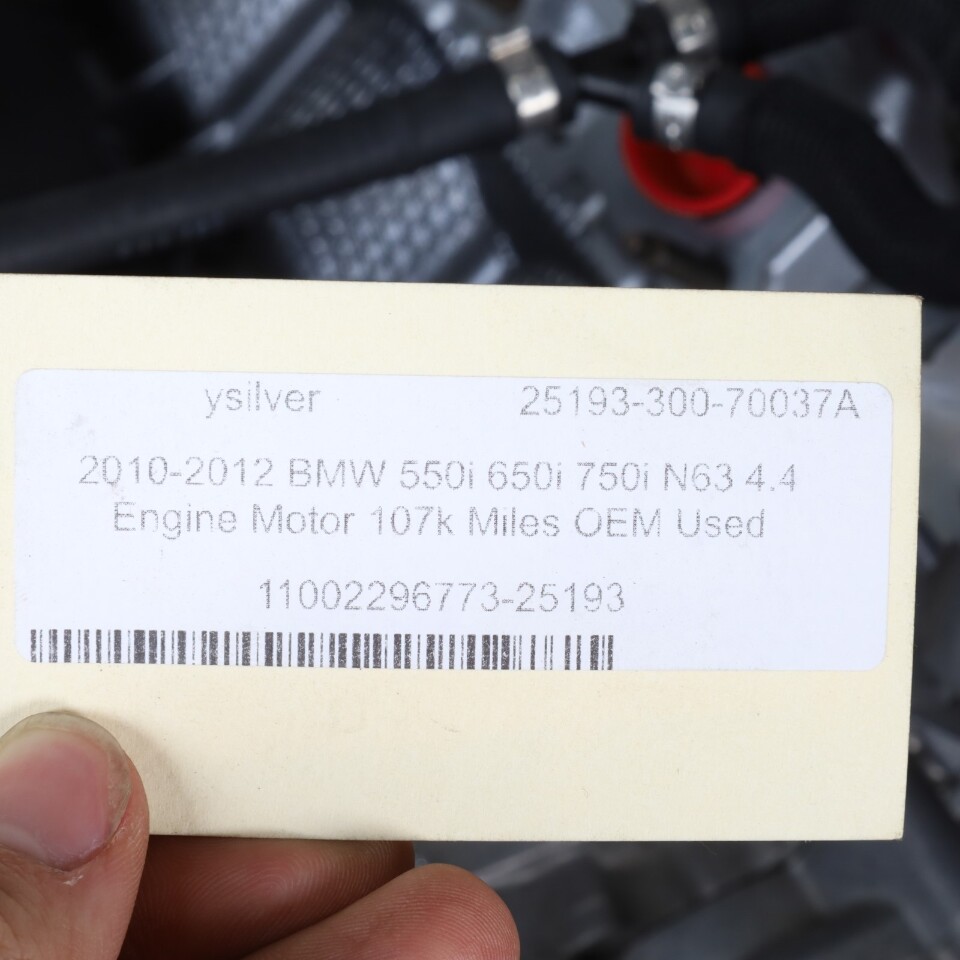 ysilver 25193-300-70037A
2010-2012 BMW 550i 650i 750i N63 4.4
Engine Motor 107k Miles OEM Used
11002296773-25193